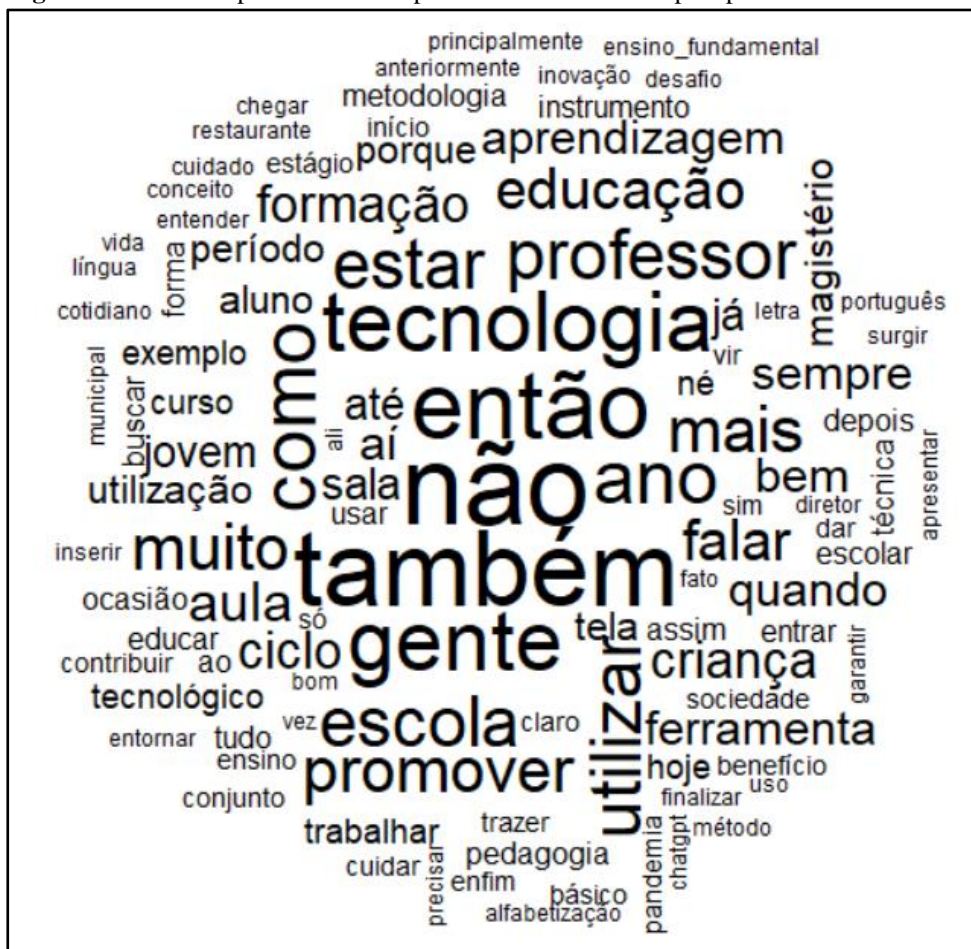 principalmente ensino_fundamental
anteriormente inovação desafio
chegar metodologia instrumento
restaurante início porque aprendizagem
cuidado estágio
conceito formação educação
entender
vida forma período estar professor magistério
língua
cotidiano aluno tecnologia já letra português
vir surgir
municipal exemplo como até então né sempre
buscar curso ali aí mais depois
jovem sala não ano bem técnica apresentar
utilização usar sim diretor
inserir muito também falar dar escolar
fato quando
ocasião aula só
educar gente tela assim entrar
contribuir ao ciclo utilizar criança garantir
bom
tecnológico sociedade
vez escola claro ferramenta
entornar tudo
ensino promover hoje benefício
uso
conjunto finalizar
trabalhar trazer método
cuidar precisar pedagogia pandemia chatgpt
enfim básico
alfabetização